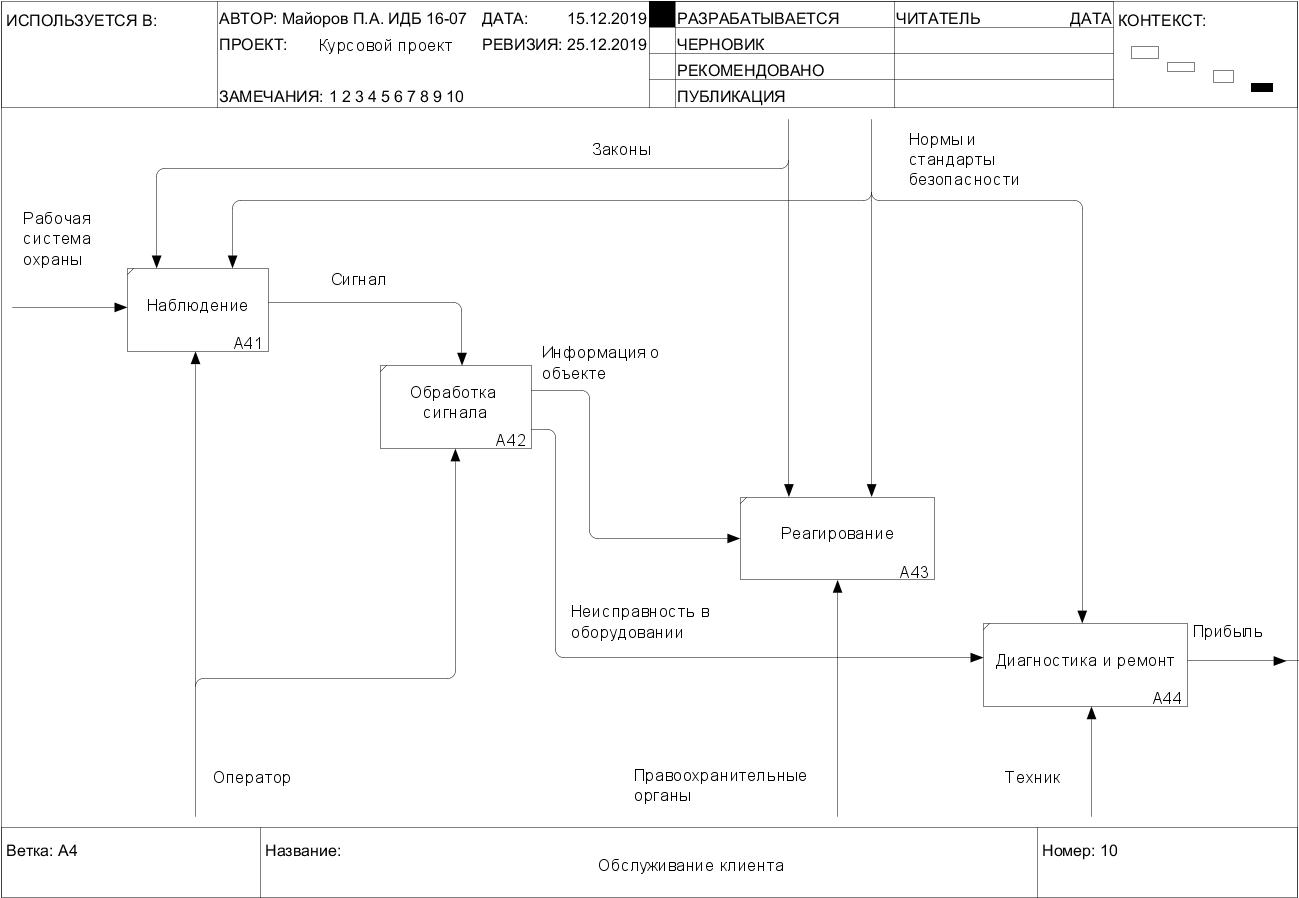 ИСПОЛЬЗУЕТСЯ В:
АВТОР: Майоров П.А. ИДБ 16-07
ДАТА: 15.12.2019
ПРОЕКТ: Курсовой проект
РЕВИЗИЯ: 25.12.2019
ЗАМЕЧАНИЯ: 1 2 3 4 5 6 7 8 9 10
РАЗРАБАТЫВАЕТСЯ
ЧЕРНОВИК
РЕКОМЕНДОВАНО
ПУБЛИКАЦИЯ
ЧИТАТЕЛЬ
ДАТА
КОНТЕКСТ:
Законы
Нормы и
стандарты
безопасности
Рабочая
система
охраны
Наблюдение
A41
Сигнал
Обработка
сигнала
A42
Информация о
объекте
Реагирование
A43
Неисправность в
оборудовании
Диагностика и ремонт
A44
Прибыль
Оператор
Правоохранительные
органы
Техник
Ветка: A4
Название:
Обслуживание клиента
Номер: 10